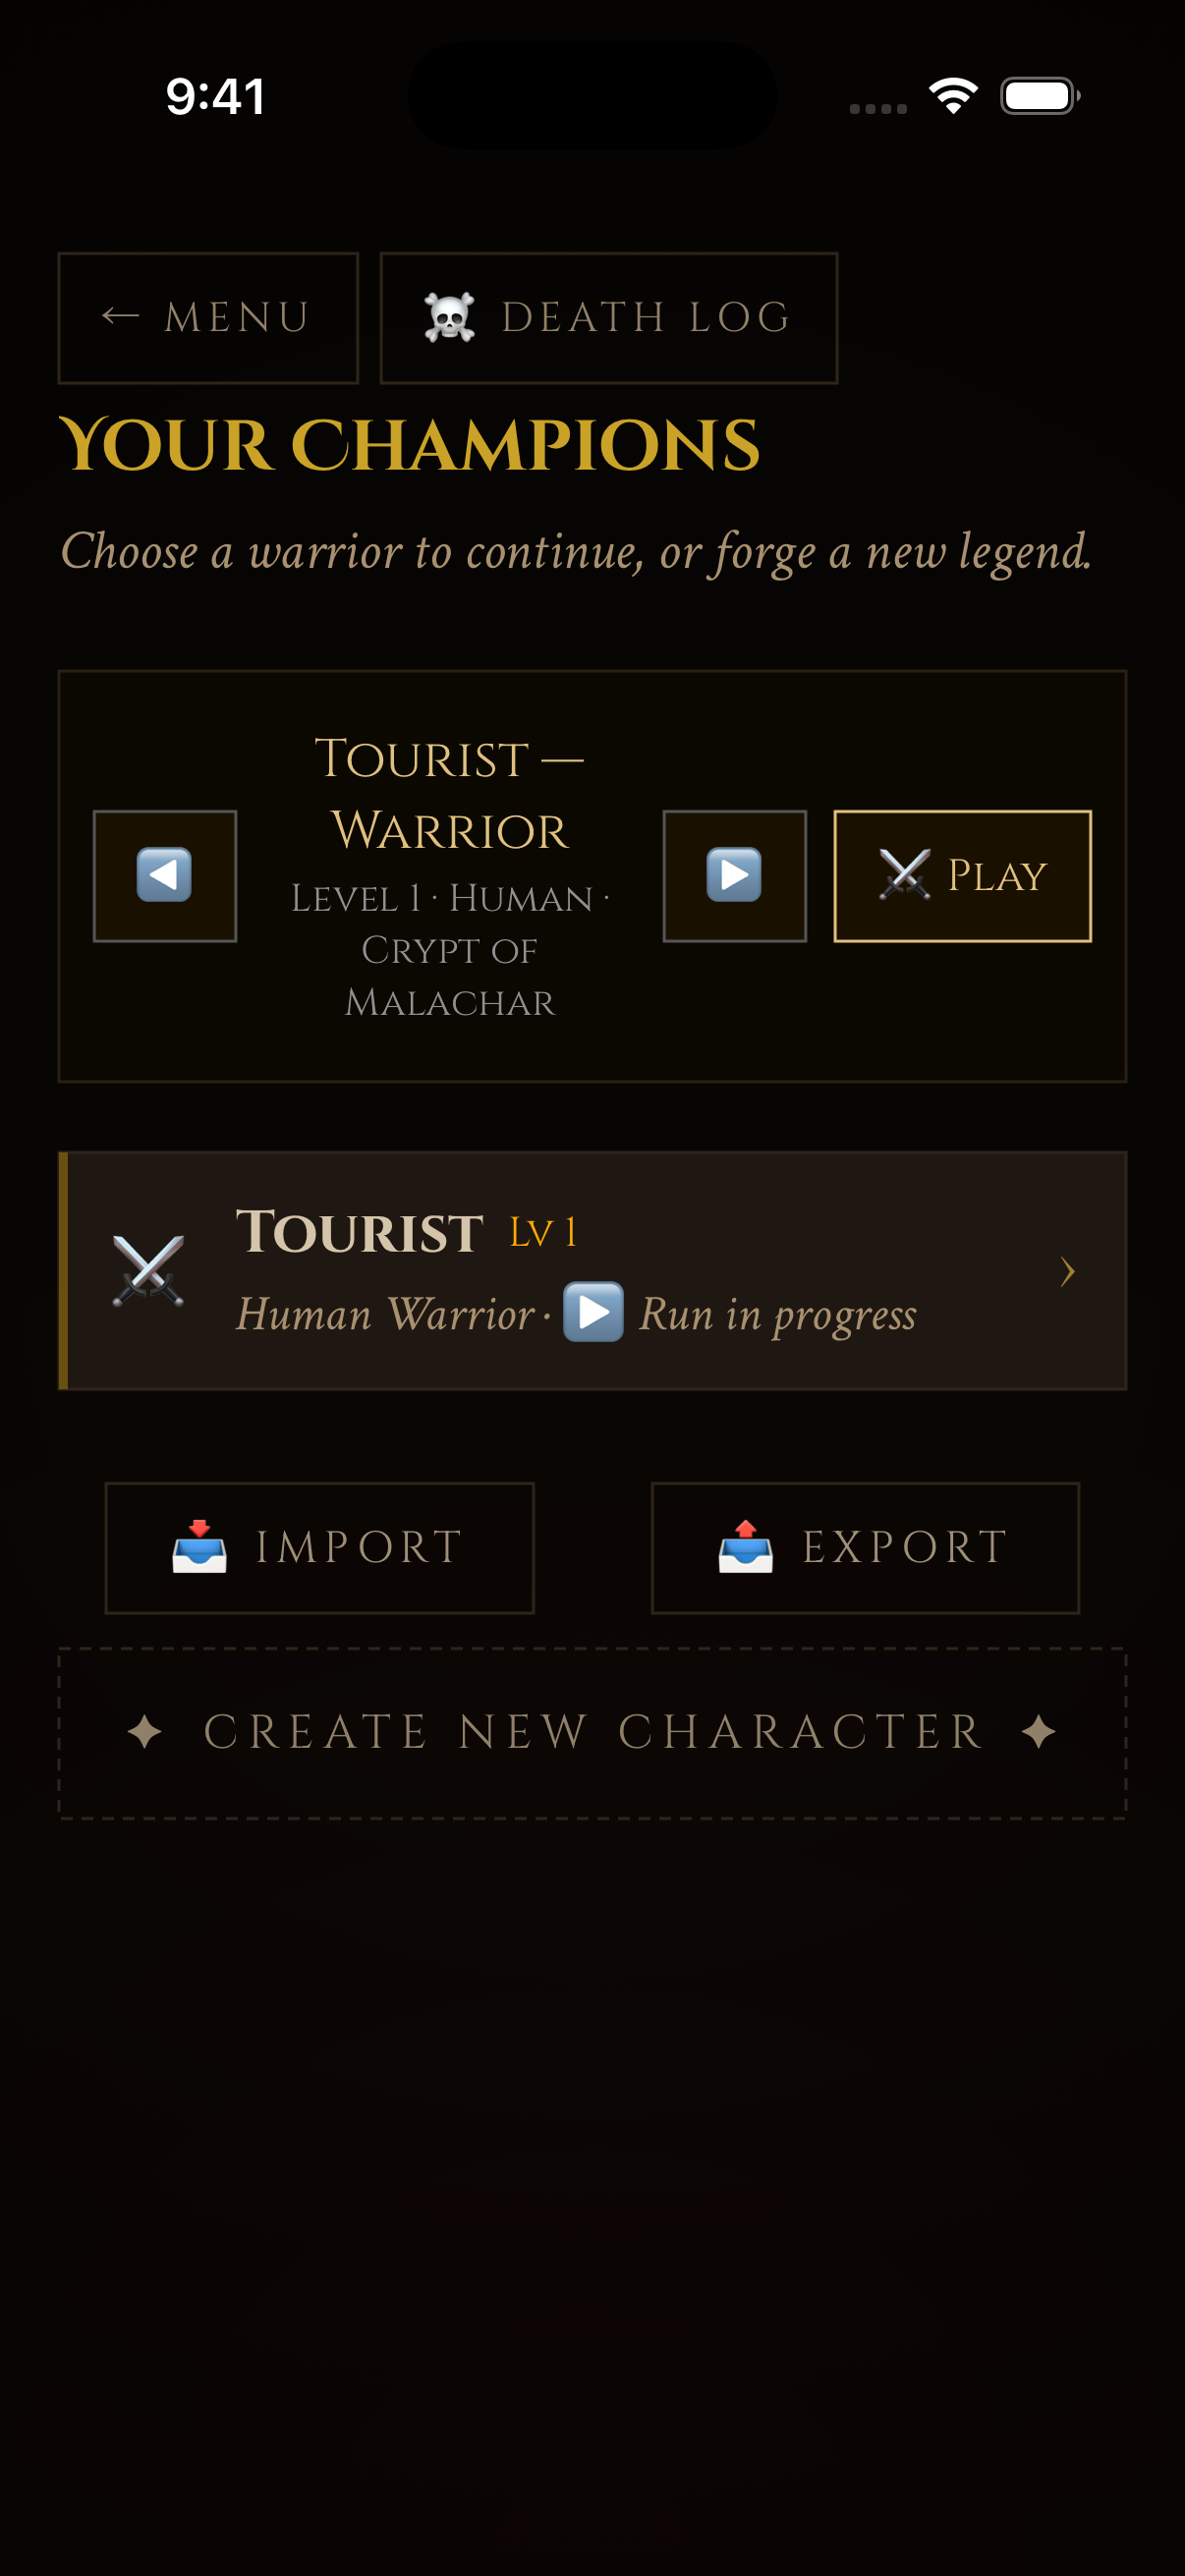 9:41
← MENU
☠️ DEATH LOG
Your Champions
Choose a warrior to continue, or forge a new legend.
Tourist —
Warrior
Level 1 · Human ·
Crypt of
Malachar
◀️
▶️
⚔️ Play
⚔️ Tourist Lv 1
Human Warrior · ▶️ Run in progress
›
📥 IMPORT
📤 EXPORT
✦ CREATE NEW CHARACTER ✦